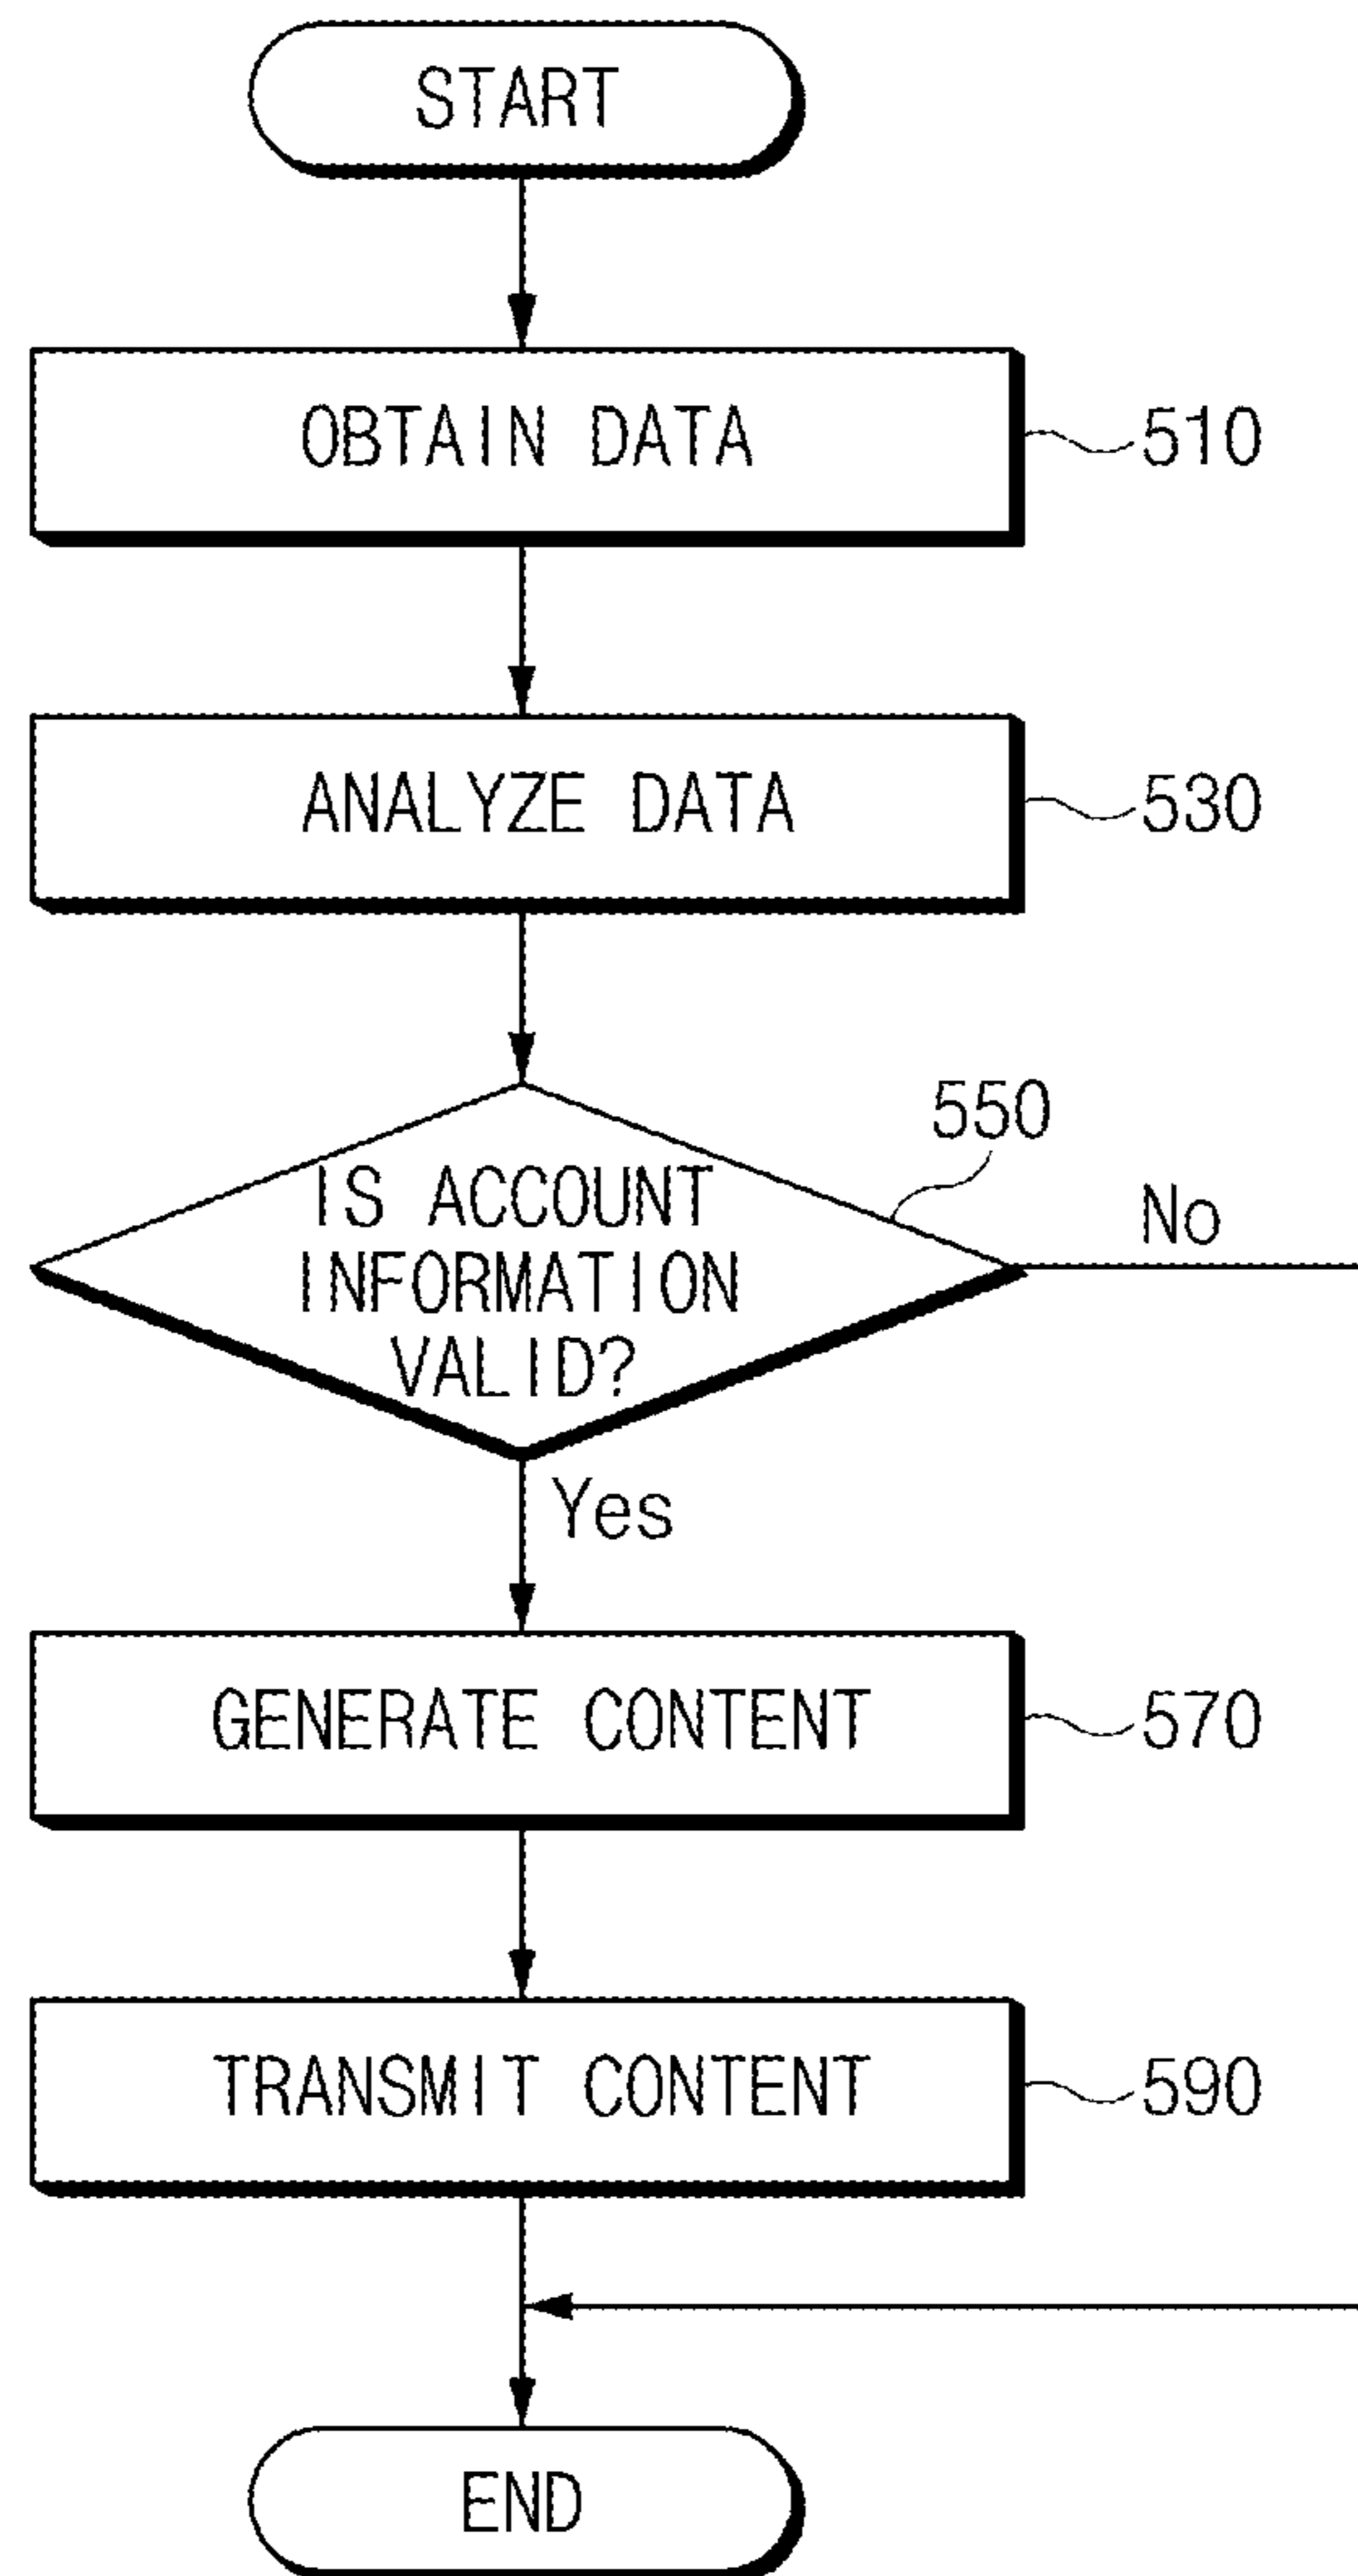 START
OBTAIN DATA
510
ANALYZE DATA
530
550
IS ACCOUNT
INFORMATION
VALID?
No
Yes
GENERATE CONTENT
570
TRANSMIT CONTENT
590
END